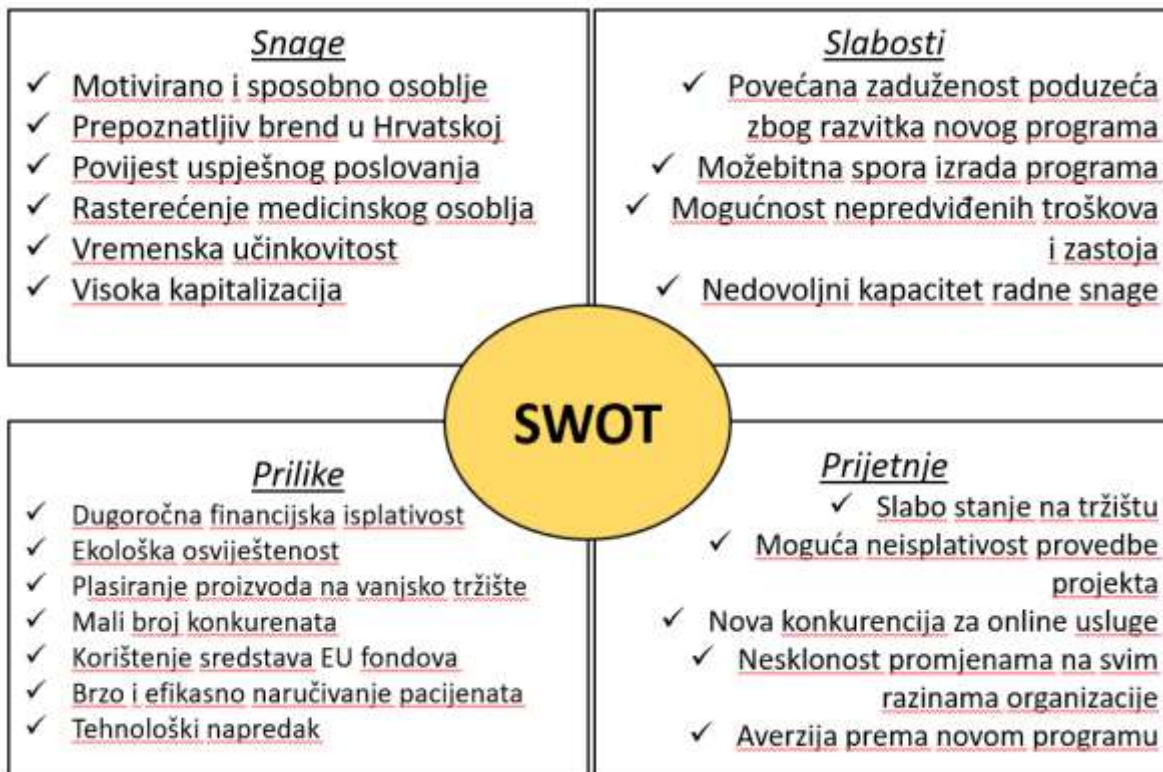 Snage
✓ Motivirano i sposobno osoblje
✓ Prepoznatljiv brend u Hrvatskoj
✓ Povijest uspješnog poslovanja
✓ Rasterećenje medicinskog osoblja
✓ Vremenska učinkovitost
✓ Visoka kapitalizacija
Slabosti
✓ Povećana zaduženost poduzeća
zbog razvitka novog programa
✓ Možebitna spora izrada programa
✓ Mogućnost nepredviđenih troškova
i zastoja
✓ Nedovoljni kapacitet radne snage
SWOT
Prilike
✓ Dugoročna financijska isplativost
✓ Ekološka osviještenost
✓ Plasiranje proizvoda na vanjsko tržište
✓ Mali broj konkurenata
✓ Korištenje sredstava EU fondova
✓ Brzo i efikasno naručivanje pacijenata
✓ Tehnološki napredak
Prijetnje
✓ Slabo stanje na tržištu
✓ Moguća neisplativost provedbe
projekta
✓ Nova konkurencija za online usluge
✓ Nesklonost promjenama na svim
razinama organizacije
✓ Averzija prema novom programu